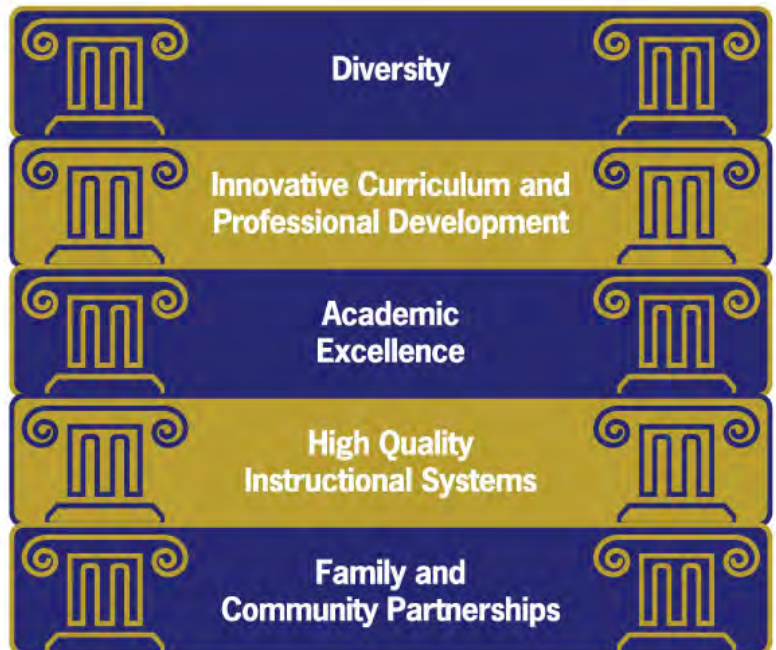 Diversity
Innovative Curriculum and
Professional Development
Academic
Excellence
High Quality
Instructional Systems
Family and
Community Partnerships